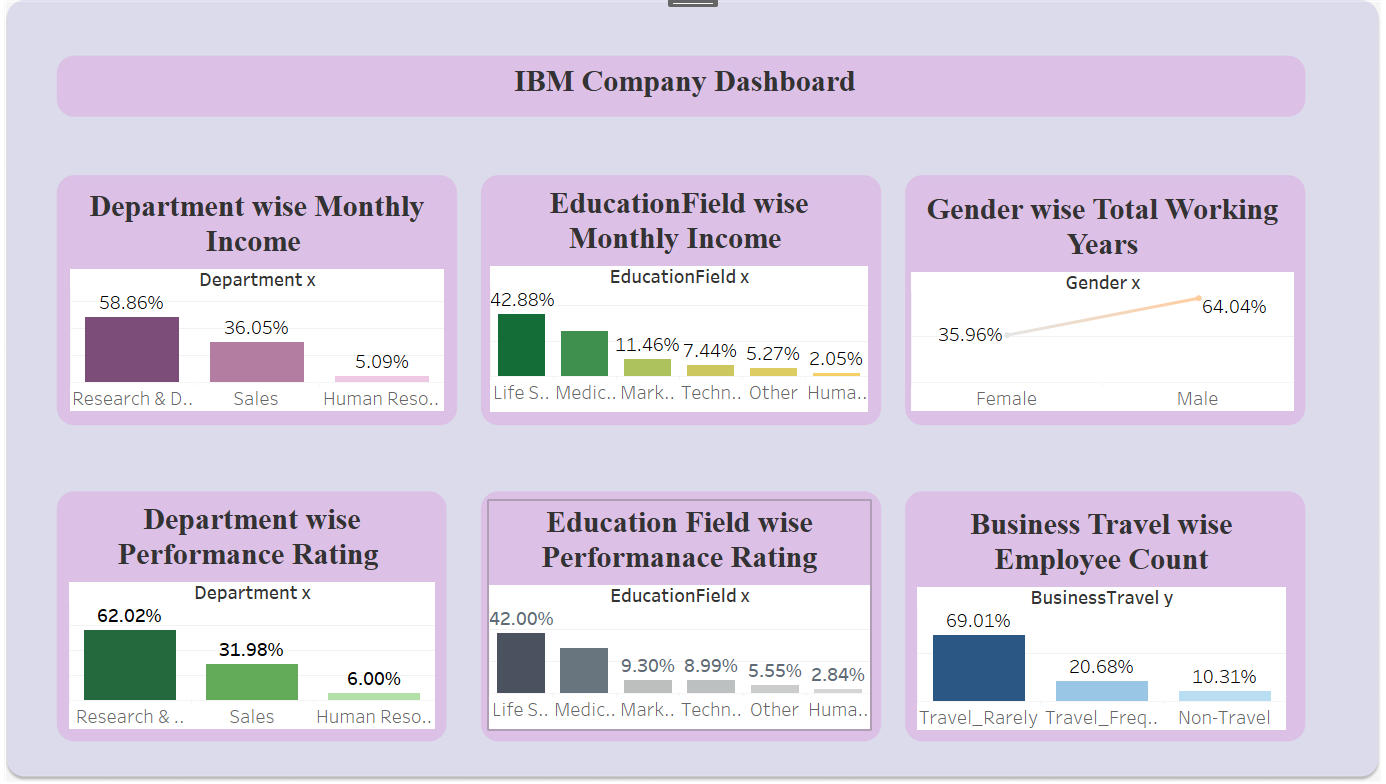 IBM Company Dashboard
Department wise Monthly
Income
Department x
58.86%
36.05%
5.09%
Research & D..
Sales
Human Reso..
EducationField wise
Monthly Income
EducationField x
42.88%
11.46%
7.44%
5.27%
2.05%
Life S..
Medic..
Mark..
Techn..
Other
Huma..
Gender wise Total Working
Years
Gender x
35.96%
64.04%
Female
Male
Department wise
Performance Rating
Department x
62.02%
31.98%
6.00%
Research & ..
Sales
Human Reso..
Education Field wise
Performanace Rating
EducationField x
42.00%
9.30%
8.99%
5.55%
2.84%
Life S..
Medic..
Mark..
Techn..
Other
Huma..
Business Travel wise
Employee Count
BusinessTravel y
69.01%
20.68%
10.31%
Travel_Rarely
Travel_Freq..
Non-Travel